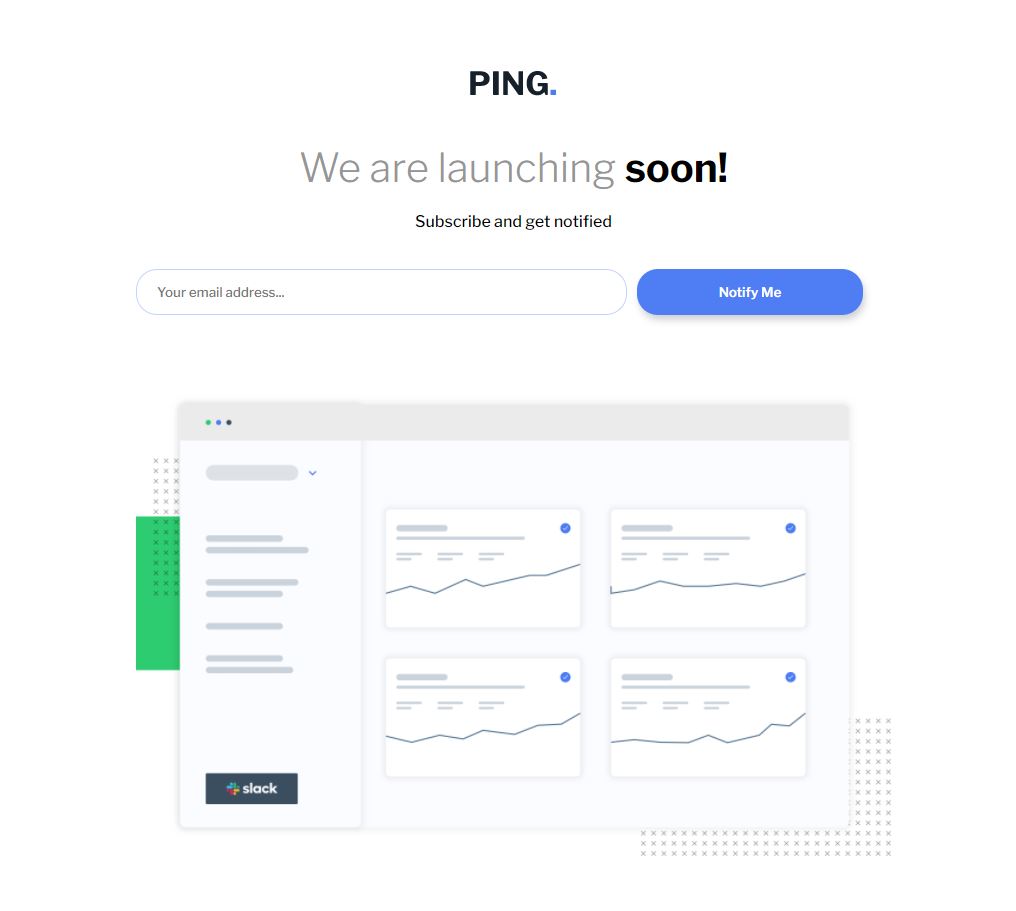 PING.
We are launching soon!
Subscribe and get notified
Your email address...
Notify Me
slack